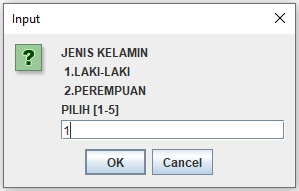 Input
?
JENIS KELAMIN
1.LAKI-LAKI
2.PEREMPUAN
PILIH [1-5]
1
OK Cancel